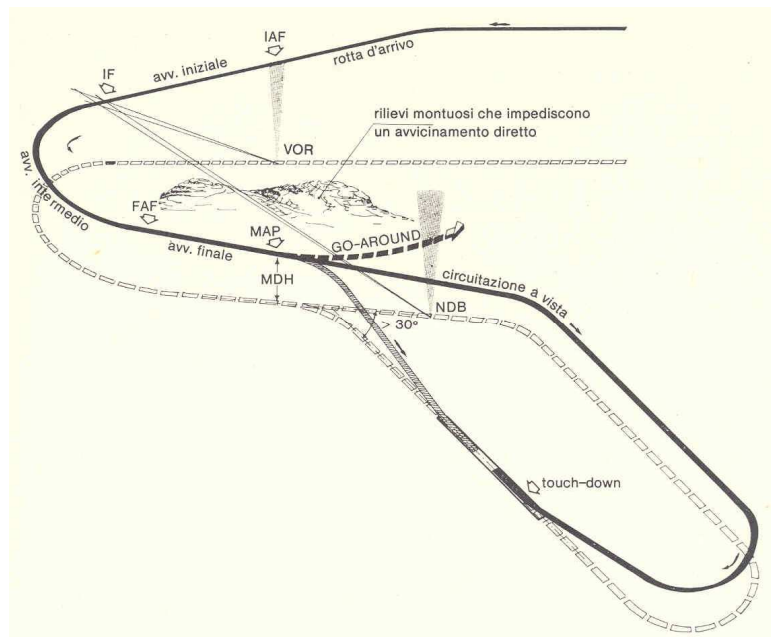 IAF
rotta d'arrivo
IF
avv. iniziale
rilievi montuosi che impediscono
un avvicinamento diretto
VOR
avv. intermedio
FAF
MAP
GO-AROUND
avv. finale
MDH
circuitazione a vista
NDB
> 30°
touch-down